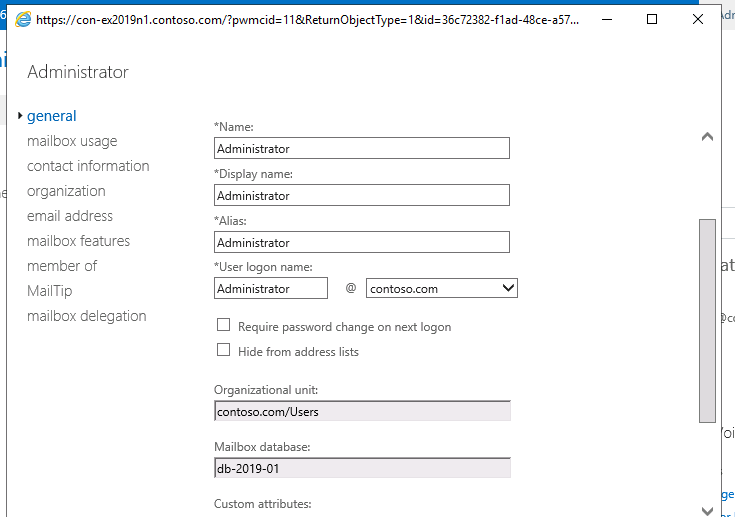 https://con-ex2019n1.contoso.com/?pwmcid=11&ReturnObjectType=1&id=36c72382-f1ad-48ce-a57...
Administrator
general
mailbox usage
contact information
organization
email address
mailbox features
member of
MailTip
mailbox delegation
*Name:
Administrator
*Display name:
Administrator
*Alias:
Administrator
*User logon name:
Administrator @ contoso.com
Require password change on next logon
Hide from address lists
Organizational unit:
contoso.com/Users
Mailbox database:
db-2019-01
Custom attributes: